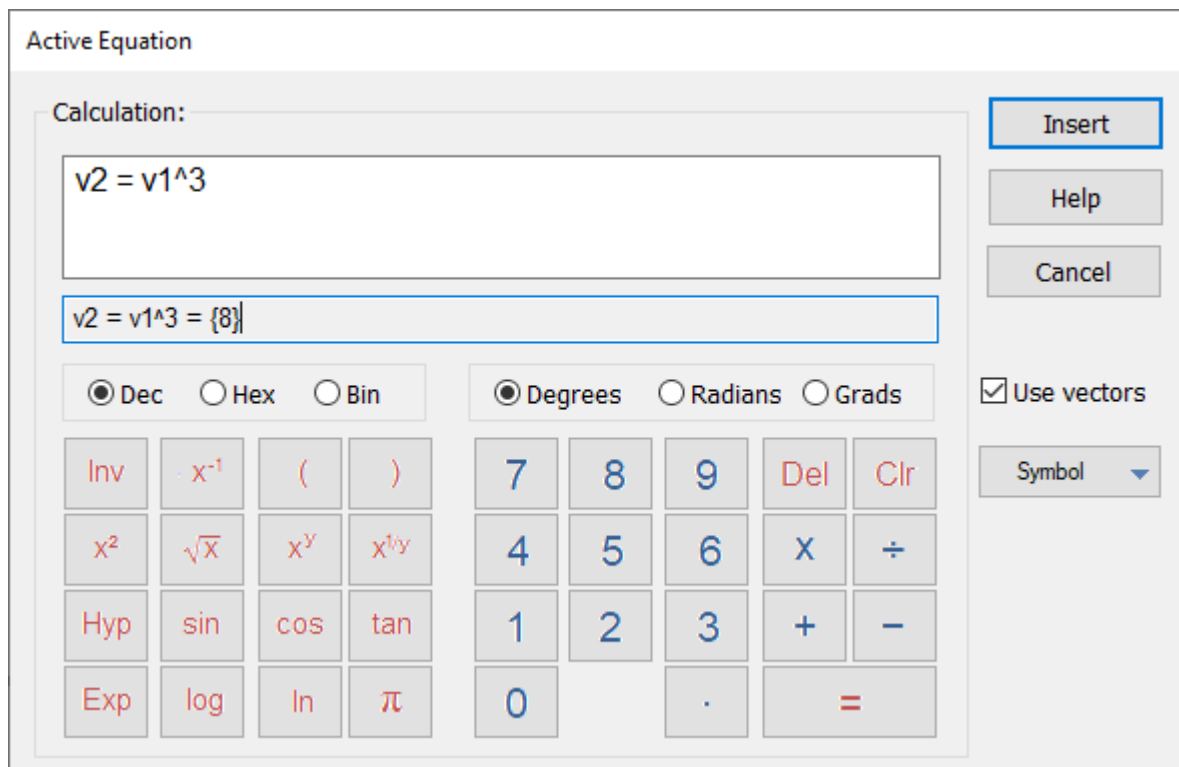 Active Equation
Calculation:
Insert
v2 = v1^3
Help
Cancel
v2 = v1^3 = {8}
Dec Hex Bin Degrees Radians Grads Use vectors
Inv x⁻¹ ( ) 7 8 9 Del Clr Symbol
x² √x xʸ x¹/ʸ 4 5 6 x ÷
Hyp sin cos tan 1 2 3 + −
Exp log ln π 0 . =